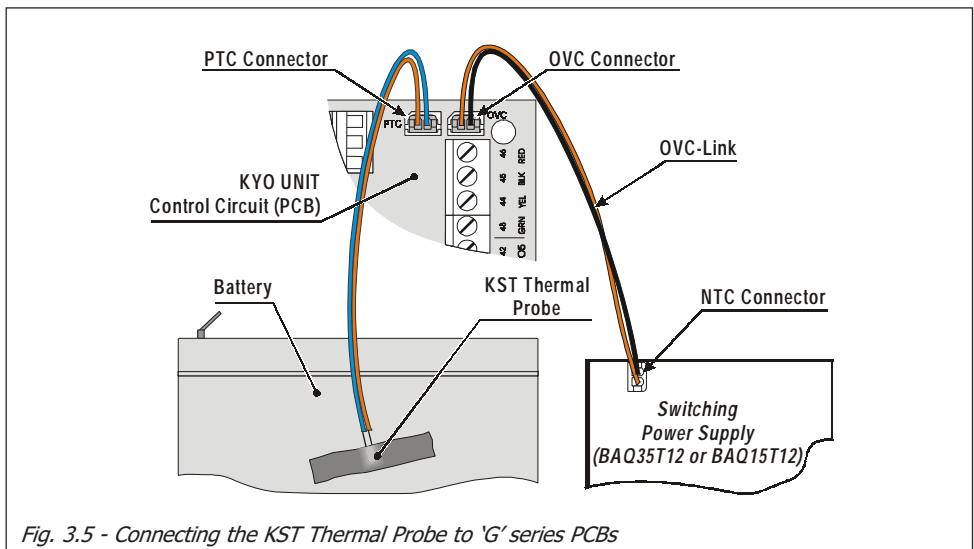 PTC Connector
OVC Connector
PTC
OVC
OVC-Link
KYO UNIT
Control Circuit (PCB)
46 RED
45 BLK
44 YEL
43 GRN
42 O5
Battery
KST Thermal
Probe
NTC Connector
Switching
Power Supply
(BAQ35T12 or BAQ15T12)
Fig. 3.5 - Connecting the KST Thermal Probe to ‘G’ series PCBs